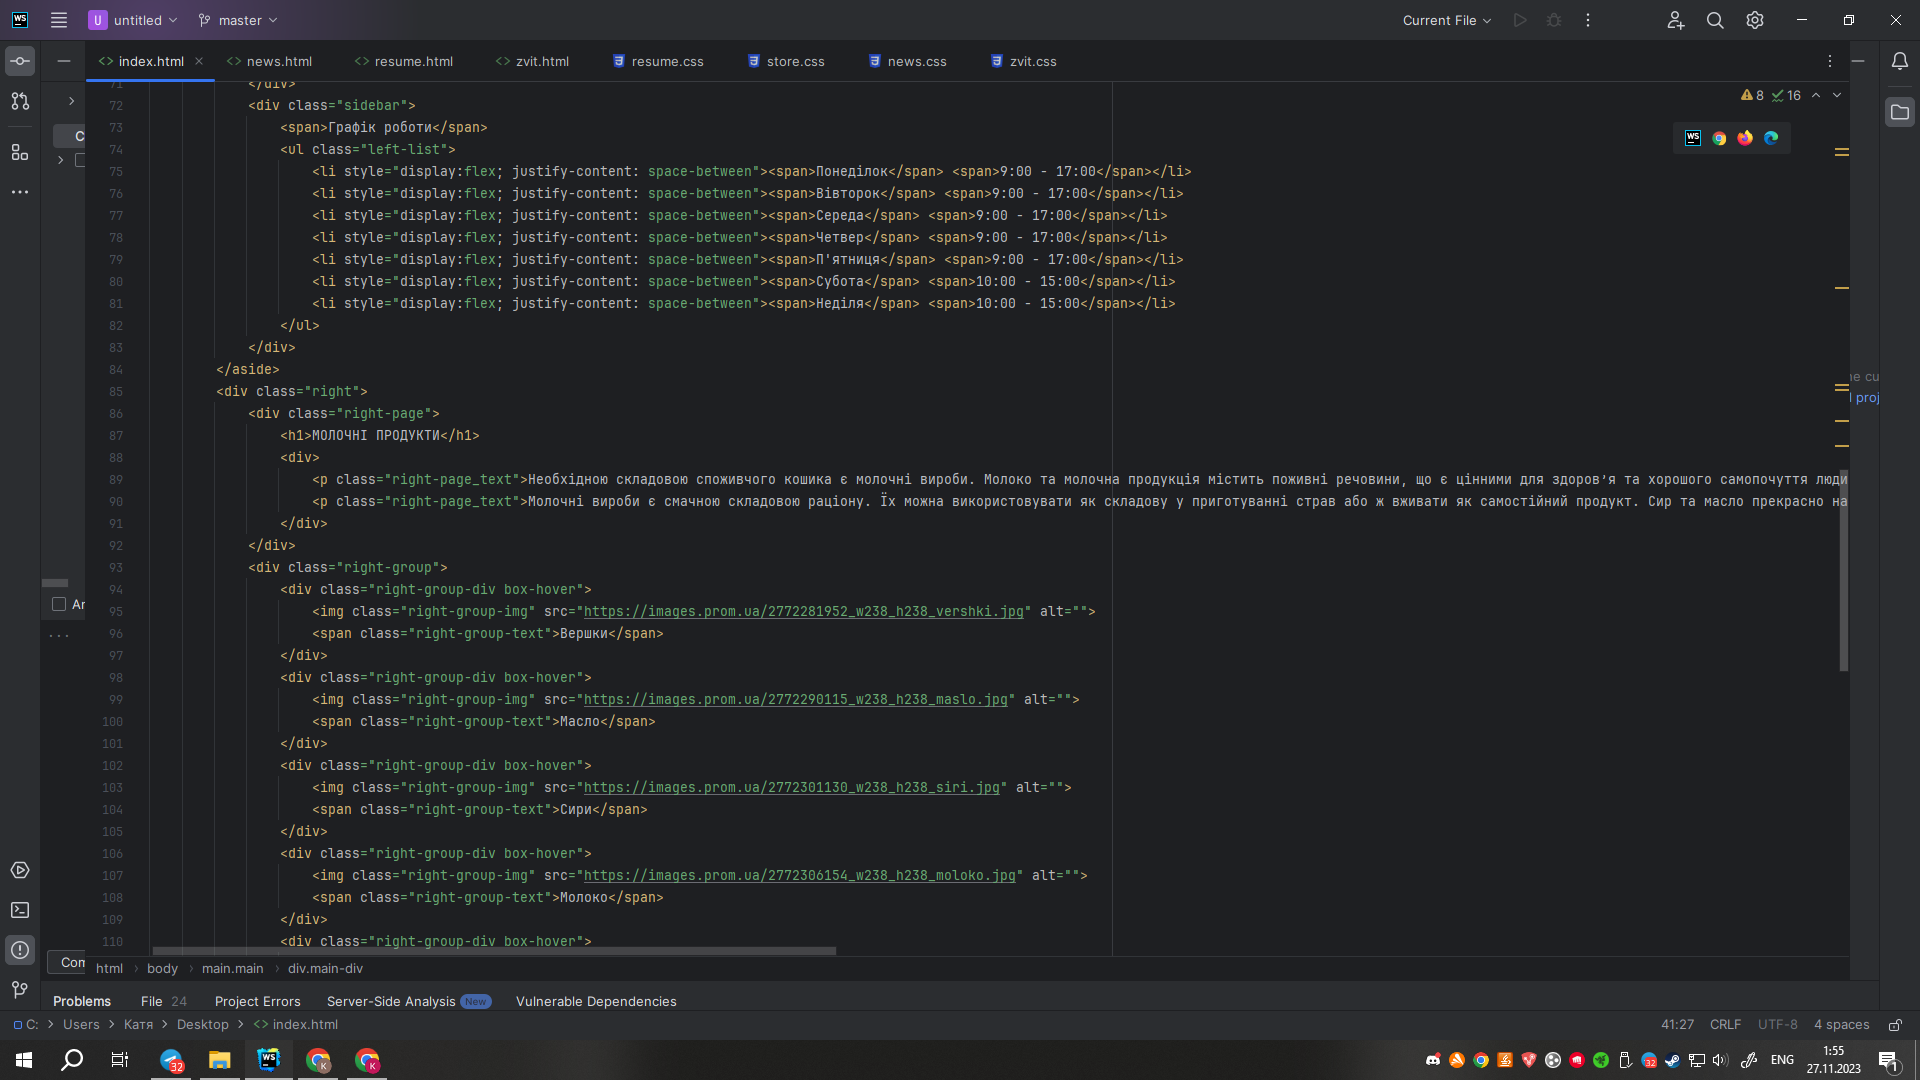 WS U untitled master Current File
index.html news.html resume.html zvit.html resume.css store.css news.css zvit.css
71 </div>
72 <div class="sidebar">
73 <span>Графік роботи</span>
74 <ul class="left-list">
75 <li style="display:flex; justify-content: space-between"><span>Понеділок</span> <span>9:00 - 17:00</span></li>
76 <li style="display:flex; justify-content: space-between"><span>Вівторок</span> <span>9:00 - 17:00</span></li>
77 <li style="display:flex; justify-content: space-between"><span>Середа</span> <span>9:00 - 17:00</span></li>
78 <li style="display:flex; justify-content: space-between"><span>Четвер</span> <span>9:00 - 17:00</span></li>
79 <li style="display:flex; justify-content: space-between"><span>П'ятниця</span> <span>9:00 - 17:00</span></li>
80 <li style="display:flex; justify-content: space-between"><span>Субота</span> <span>10:00 - 15:00</span></li>
81 <li style="display:flex; justify-content: space-between"><span>Неділя</span> <span>10:00 - 15:00</span></li>
82 </ul>
83 </div>
84 </aside>
85 <div class="right">
86 <div class="right-page">
87 <h1>МОЛОЧНІ ПРОДУКТИ</h1>
88 <div>
89 <p class="right-page_text">Необхідною складовою споживчого кошика є молочні вироби. Молоко та молочна продукція містить поживні речовини, що є цінними для здоров’я та хорошого самопочуття люди
90 <p class="right-page_text">Молочні вироби є смачною складовою раціону. Їх можна використовувати як складову у приготуванні страв або ж вживати як самостійний продукт. Сир та масло прекрасно на
91 </div>
92 </div>
93 <div class="right-group">
94 <div class="right-group-div box-hover">
95 <img class="right-group-img" src="https://images.prom.ua/2772281952_w238_h238_vershki.jpg" alt="">
96 <span class="right-group-text">Вершки</span>
97 </div>
98 <div class="right-group-div box-hover">
99 <img class="right-group-img" src="https://images.prom.ua/2772290115_w238_h238_maslo.jpg" alt="">
100 <span class="right-group-text">Масло</span>
101 </div>
102 <div class="right-group-div box-hover">
103 <img class="right-group-img" src="https://images.prom.ua/2772301130_w238_h238_siri.jpg" alt="">
104 <span class="right-group-text">Сири</span>
105 </div>
106 <div class="right-group-div box-hover">
107 <img class="right-group-img" src="https://images.prom.ua/2772306154_w238_h238_moloko.jpg" alt="">
108 <span class="right-group-text">Молоко</span>
109 </div>
110 <div class="right-group-div box-hover">
8 16
WS
C
he cu
proj
Ar
Com
html body main.main div.main-div
Problems File 24 Project Errors Server-Side Analysis New Vulnerable Dependencies
C: Users Катя Desktop index.html 41:27 CRLF UTF-8 4 spaces
32 WS K K 32 ENG 1:55
27.11.2023 1